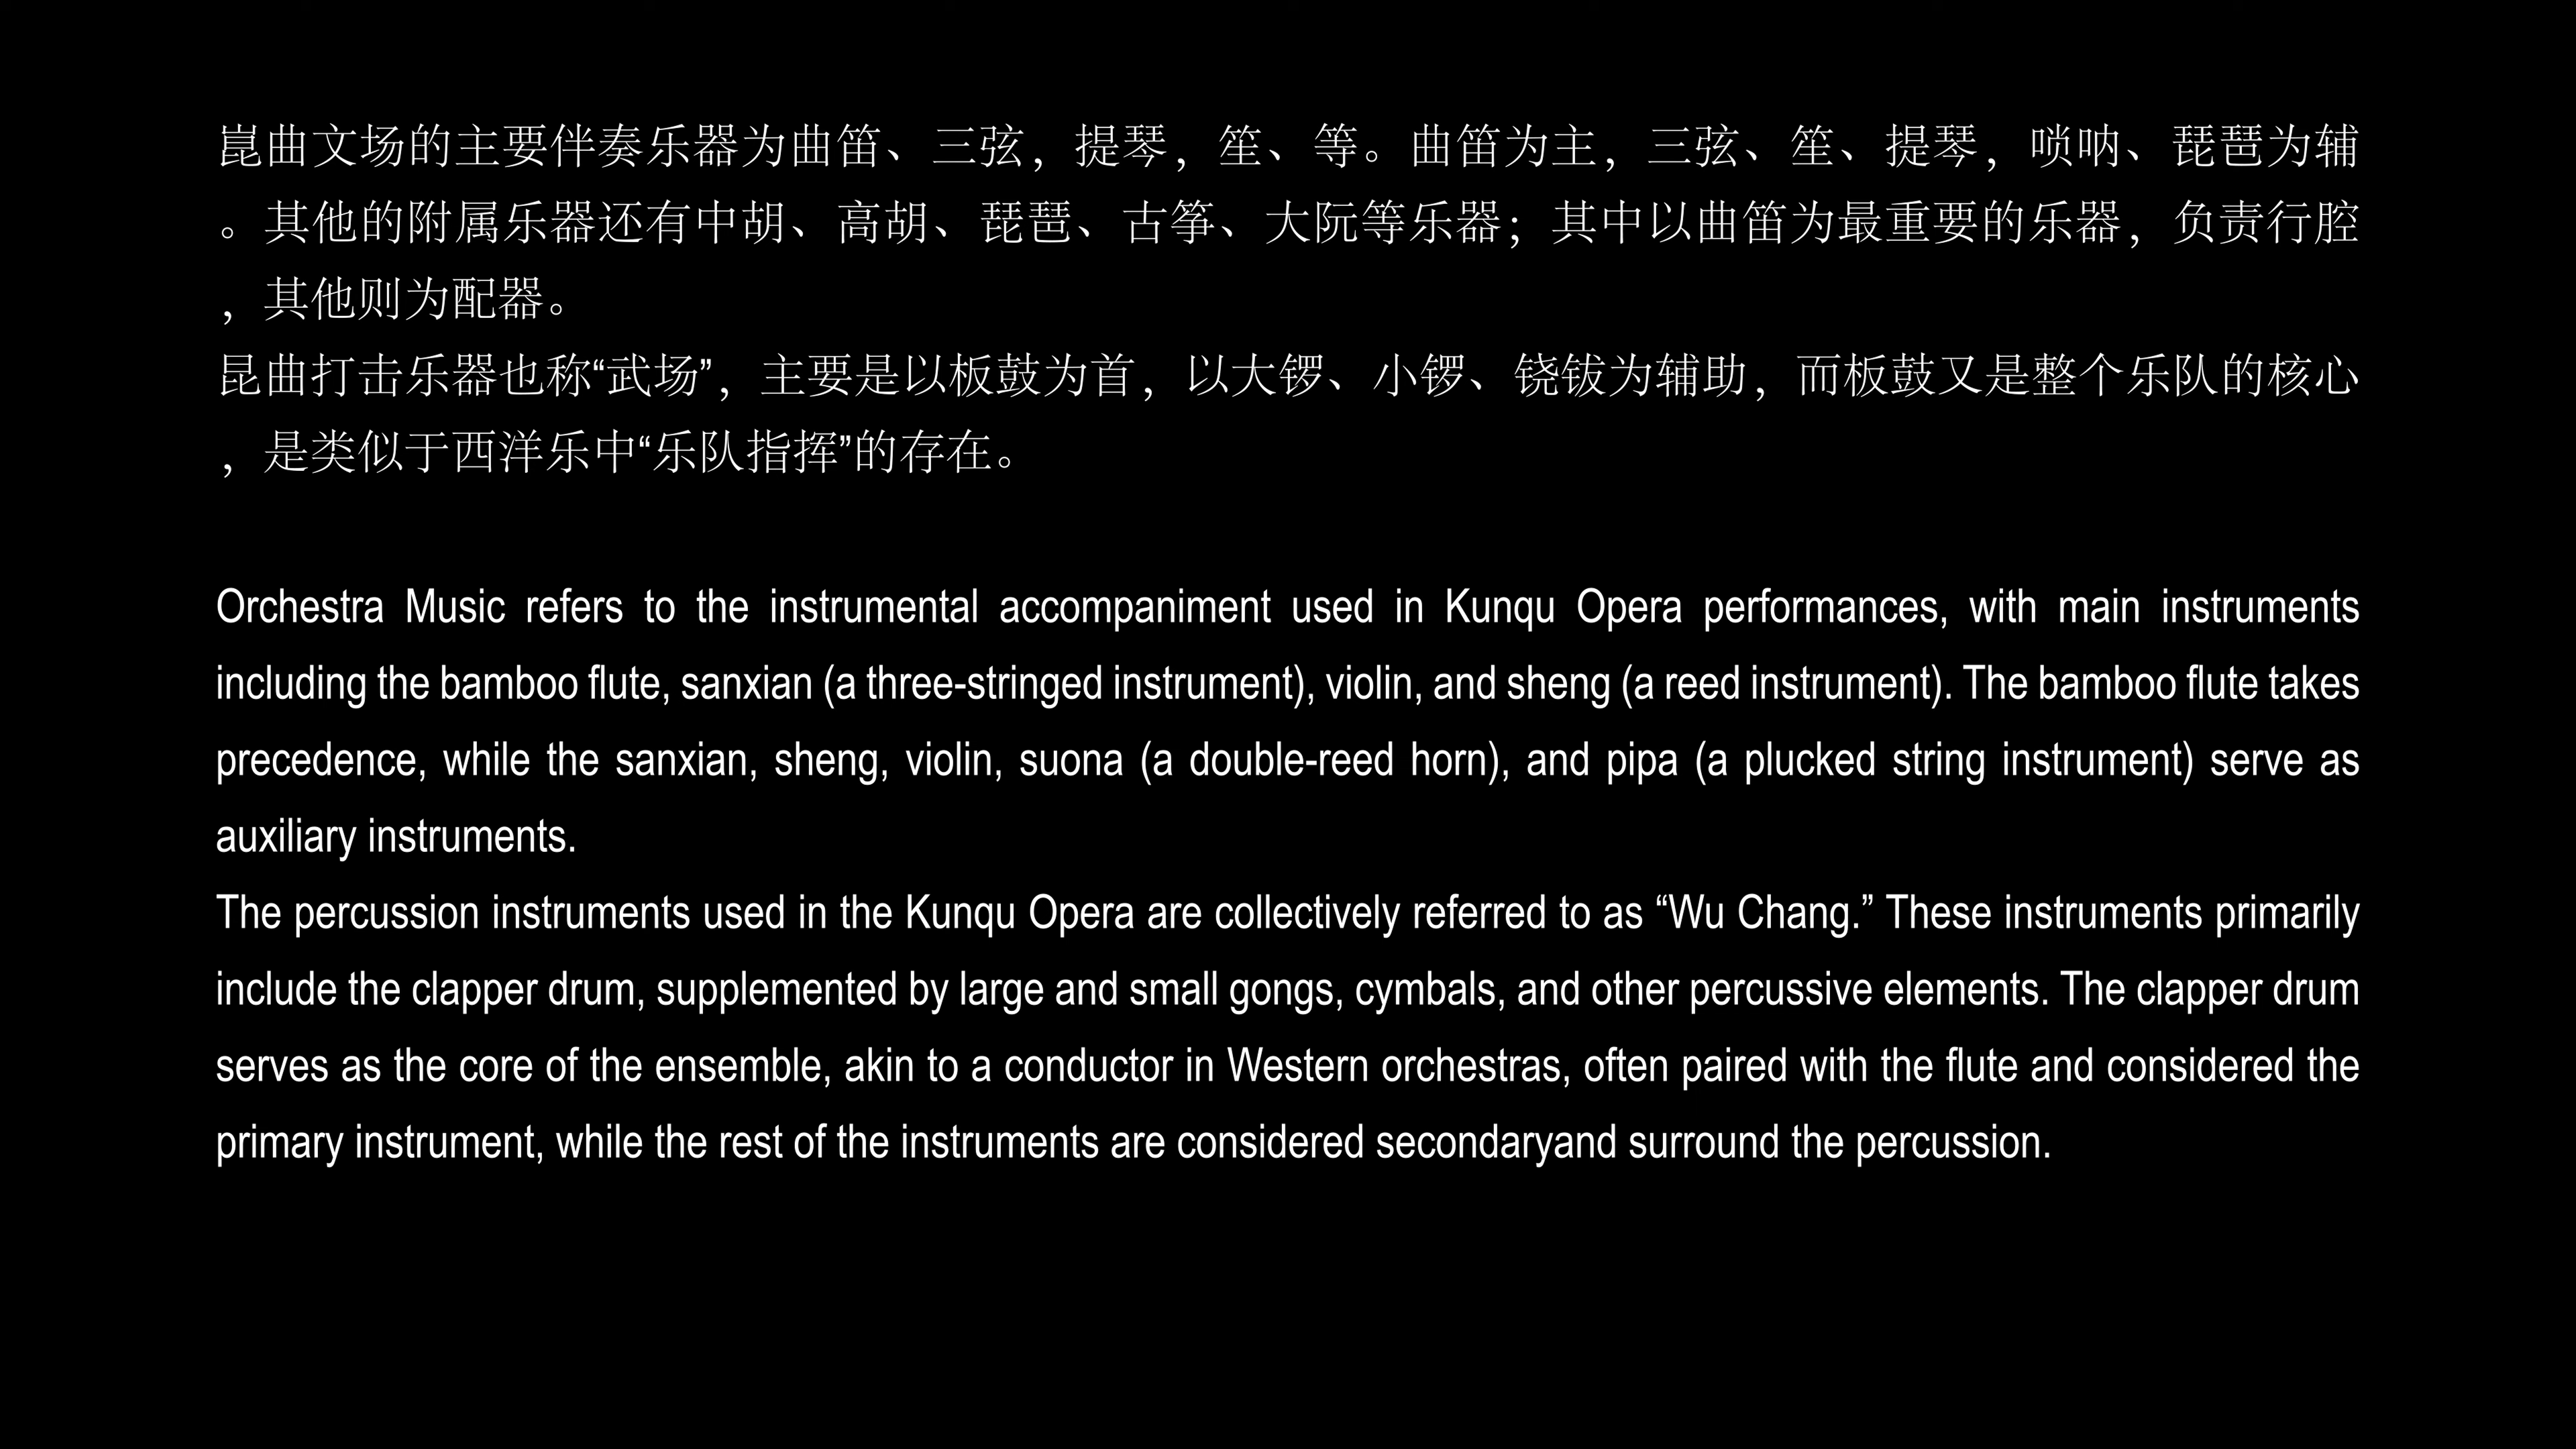 崑曲文场的主要伴奏乐器为曲笛、三弦，提琴，笙、等。曲笛为主，三弦、笙、提琴，唢呐、琵琶为辅
。其他的附属乐器还有中胡、高胡、琵琶、古筝、大阮等乐器；其中以曲笛为最重要的乐器，负责行腔
，其他则为配器。
昆曲打击乐器也称“武场”，主要是以板鼓为首，以大锣、小锣、铙钹为辅助，而板鼓又是整个乐队的核心
，是类似于西洋乐中“乐队指挥”的存在。
Orchestra Music refers to the instrumental accompaniment used in Kunqu Opera performances, with main instruments
including the bamboo flute, sanxian (a three-stringed instrument), violin, and sheng (a reed instrument). The bamboo flute takes
precedence, while the sanxian, sheng, violin, suona (a double-reed horn), and pipa (a plucked string instrument) serve as
auxiliary instruments.
The percussion instruments used in the Kunqu Opera are collectively referred to as “Wu Chang.” These instruments primarily
include the clapper drum, supplemented by large and small gongs, cymbals, and other percussive elements. The clapper drum
serves as the core of the ensemble, akin to a conductor in Western orchestras, often paired with the flute and considered the
primary instrument, while the rest of the instruments are considered secondaryand surround the percussion.